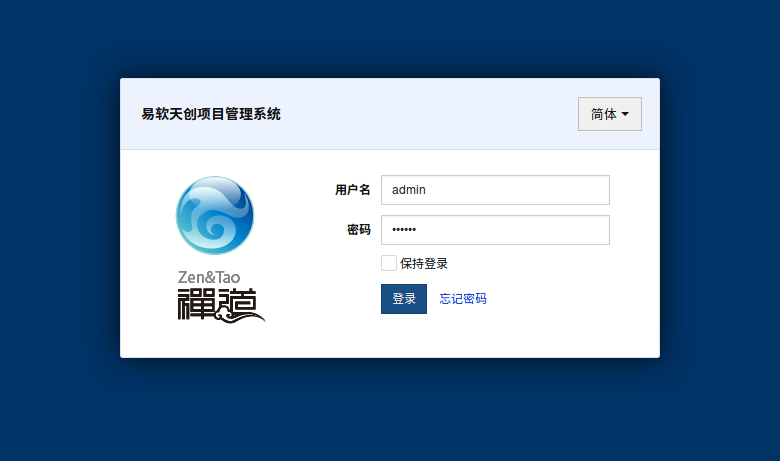 易软天创项目管理系统
简体
用户名
admin
密码
••••••
保持登录
登录
忘记密码
Zen&Tao
禪道